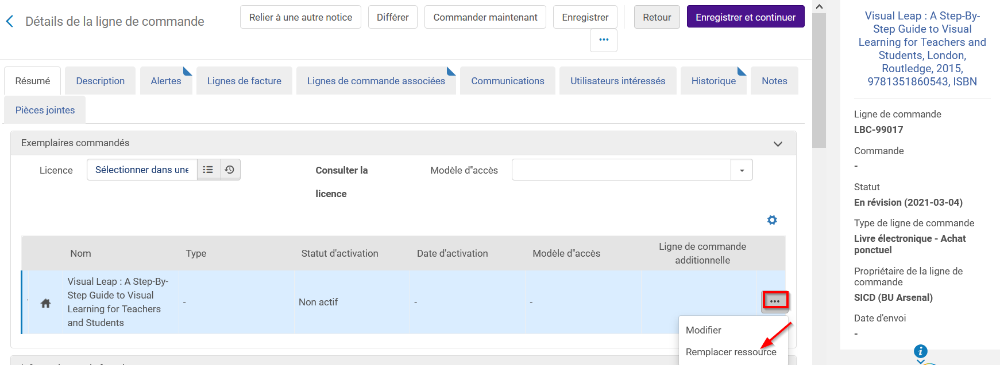 Détails de la ligne de commande
Relier à une autre notice
Différer
Commander maintenant
Enregistrer
Retour
Enregistrer et continuer
Résumé
Description
Alertes
Lignes de facture
Lignes de commande associées
Communications
Utilisateurs intéressés
Historique
Notes
Pièces jointes
Exemplaires commandés
Licence
Sélectionner dans une
Consulter la
licence
Modèle d"accès
Nom
Type
Statut d'activation
Date d'activation
Modèle d"accès
Ligne de commande
additionnelle
Visual Leap : A Step-By-
Step Guide to Visual
Learning for Teachers
and Students
-
Non actif
-
-
Modifier
Remplacer ressource
Visual Leap : A Step-By-
Step Guide to Visual
Learning for Teachers and
Students, London,
Routledge, 2015,
9781351860543, ISBN
Ligne de commande
LBC-99017
Commande
-
Statut
En révision (2021-03-04)
Type de ligne de commande
Livre électronique - Achat
ponctuel
Propriétaire de la ligne de
commande
SICD (BU Arsenal)
Date d'envoi
-